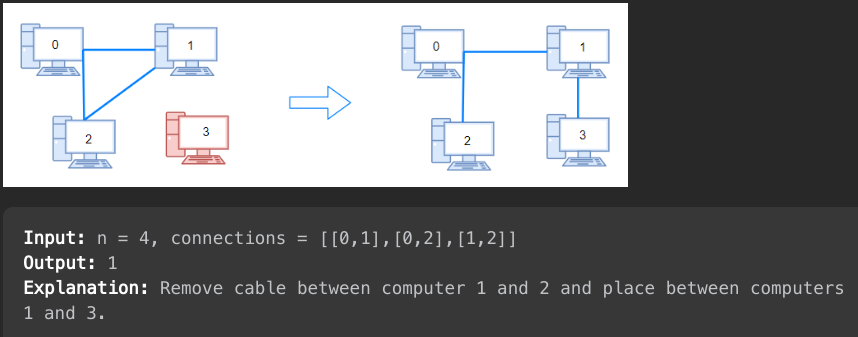 0
1
2
3
0
1
2
3
Input: n = 4, connections = [[0,1],[0,2],[1,2]]
Output: 1
Explanation: Remove cable between computer 1 and 2 and place between computers
1 and 3.